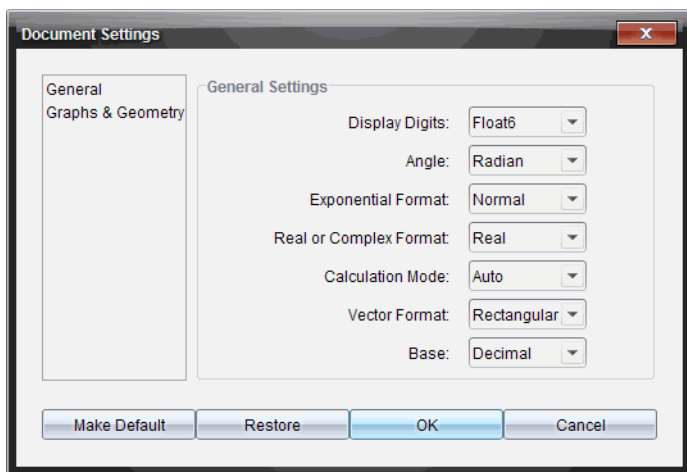 Document Settings
X
General
Graphs & Geometry
General Settings
Display Digits: Float6
Angle: Radian
Exponential Format: Normal
Real or Complex Format: Real
Calculation Mode: Auto
Vector Format: Rectangular
Base: Decimal
Make Default Restore OK Cancel